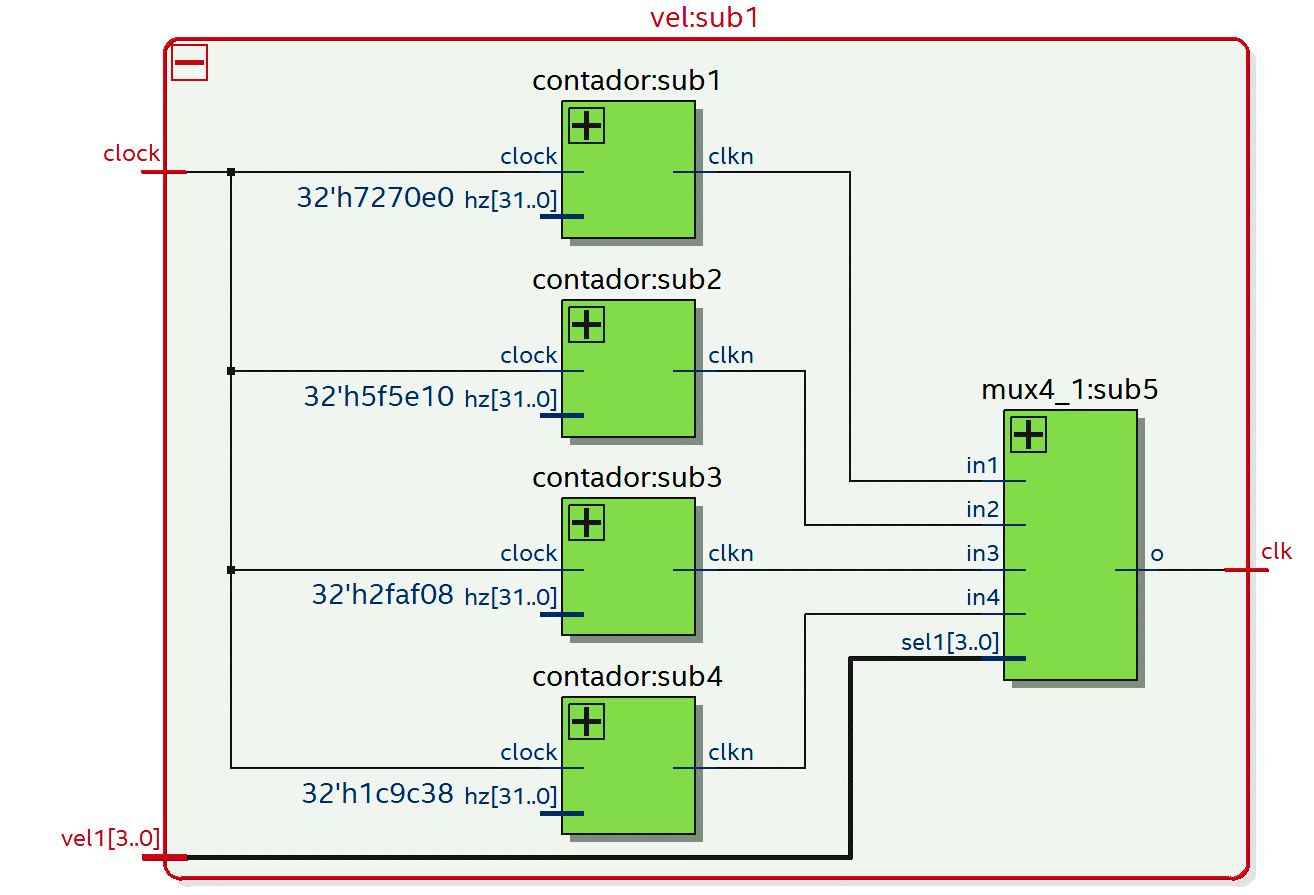 vel:sub1
contador:sub1
clock
clock
clkn
32'h7270e0 hz[31..0]
contador:sub2
clock
clkn
32'h5f5e10 hz[31..0]
mux4_1:sub5
in1
contador:sub3
in2
clock
clkn
in3
o
clk
32'h2faf08 hz[31..0]
in4
sel1[3..0]
contador:sub4
clock
clkn
32'h1c9c38 hz[31..0]
vel1[3..0]